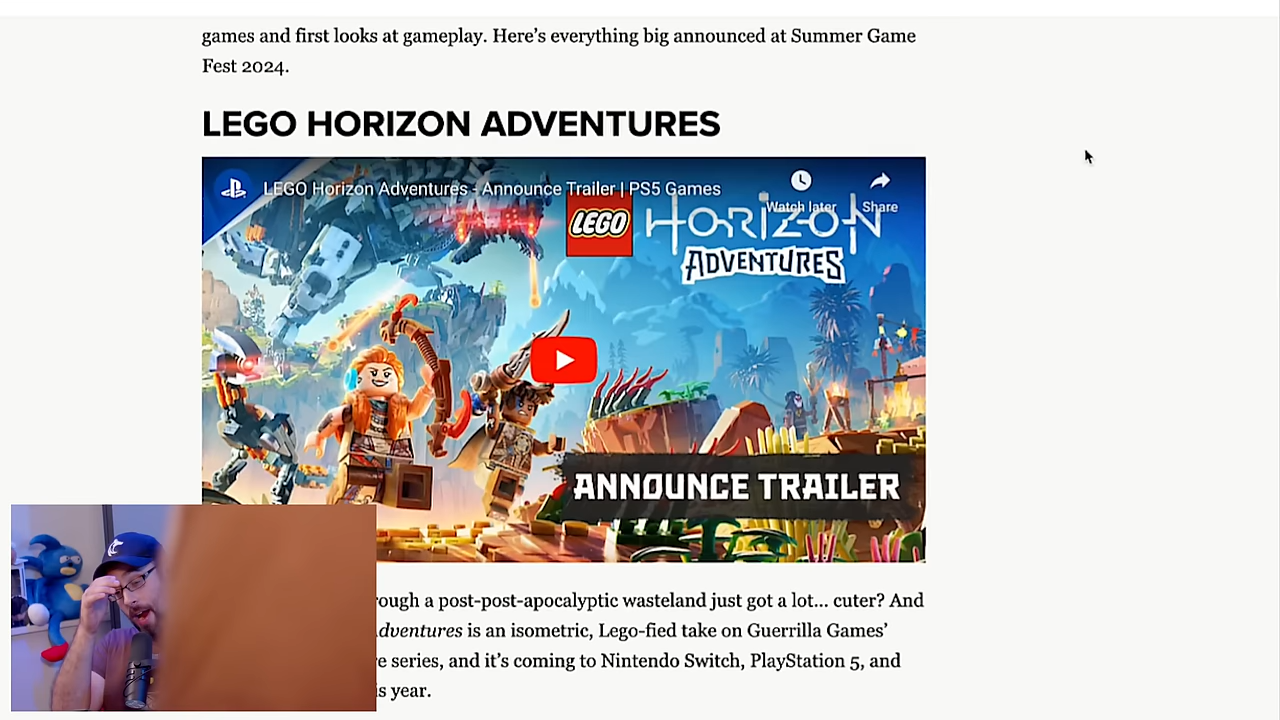 games and first looks at gameplay. Here's everything big announced at Summer Game
Fest 2024.
LEGO HORIZON ADVENTURES
LEGO Horizon Adventures - Announce Trailer | PS5 Games
Watch later
Share
LEGO
HORIZON
ADVENTURES
ANNOUNCE TRAILER
rough a post-post-apocalyptic wasteland just got a lot... cuter? And
dventures is an isometric, Lego-fied take on Guerrilla Games'
e series, and it's coming to Nintendo Switch, PlayStation 5, and
is year.